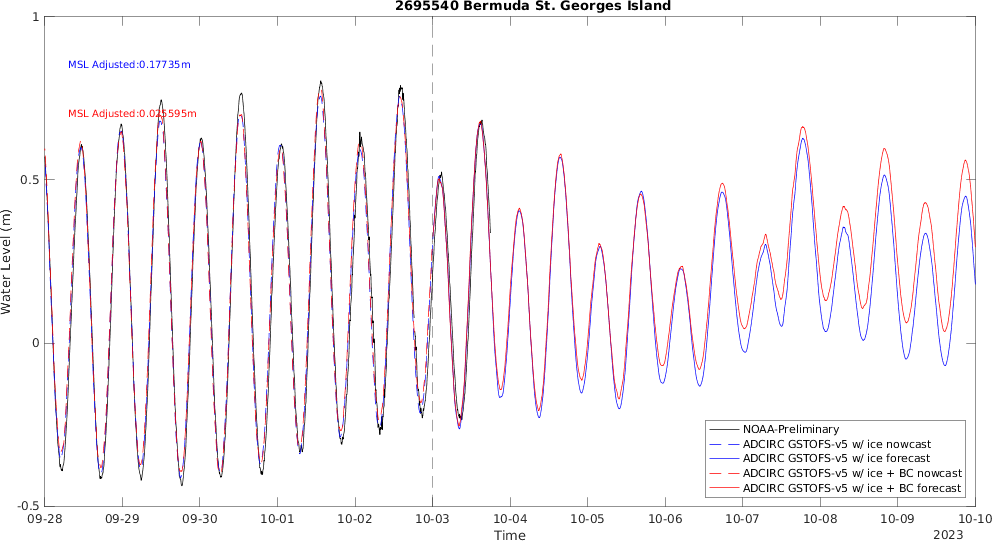 2695540 Bermuda St. Georges Island
1
MSL Adjusted:0.17735m
MSL Adjusted:0.025595m
0.5
Water Level (m)
0
NOAA-Preliminary
ADCIRC GSTOFS-v5 w/ ice nowcast
ADCIRC GSTOFS-v5 w/ ice forecast
ADCIRC GSTOFS-v5 w/ ice + BC nowcast
ADCIRC GSTOFS-v5 w/ ice + BC forecast
-0.5
09-28 09-29 09-30 10-01 10-02 10-03 10-04 10-05 10-06 10-07 10-08 10-09 10-10
Time
2023